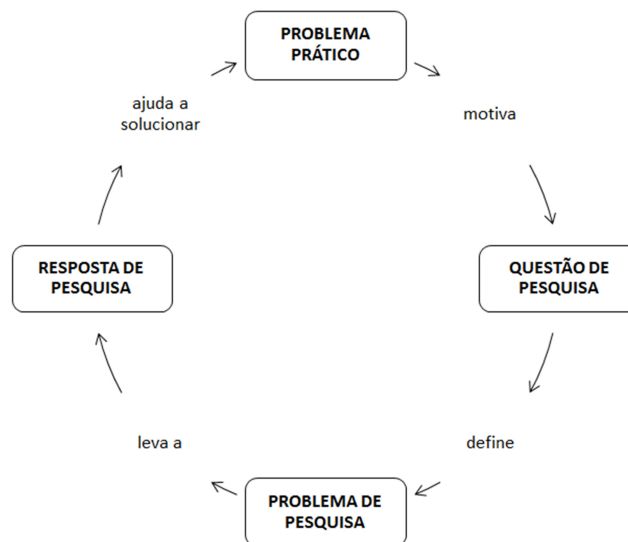 PROBLEMA
PRÁTICO
motiva
QUESTÃO DE
PESQUISA
define
PROBLEMA DE
PESQUISA
leva a
RESPOSTA DE
PESQUISA
ajuda a
solucionar